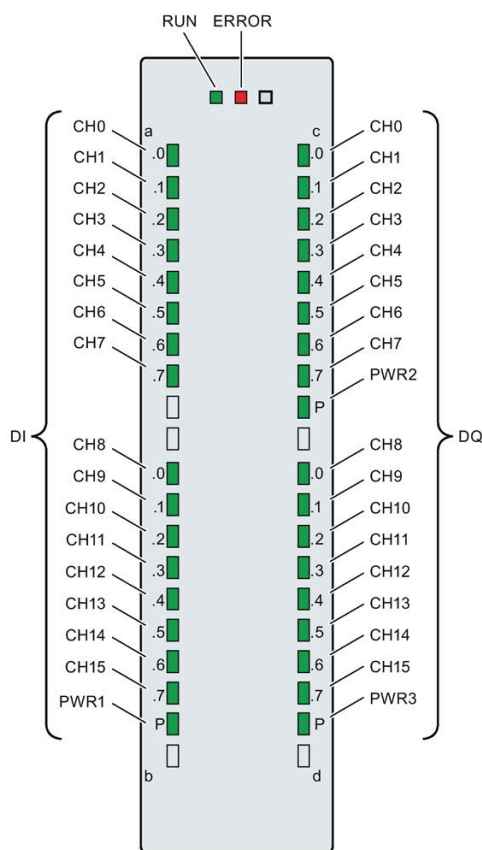 RUN ERROR
a c
CH0 .0 .0 CH0
CH1 .1 .1 CH1
CH2 .2 .2 CH2
CH3 .3 .3 CH3
CH4 .4 .4 CH4
CH5 .5 .5 CH5
CH6 .6 .6 CH6
CH7 .7 .7 CH7
P PWR2
DI DQ
CH8 .0 .0 CH8
CH9 .1 .1 CH9
CH10 .2 .2 CH10
CH11 .3 .3 CH11
CH12 .4 .4 CH12
CH13 .5 .5 CH13
CH14 .6 .6 CH14
CH15 .7 .7 CH15
PWR1 P P PWR3
b d